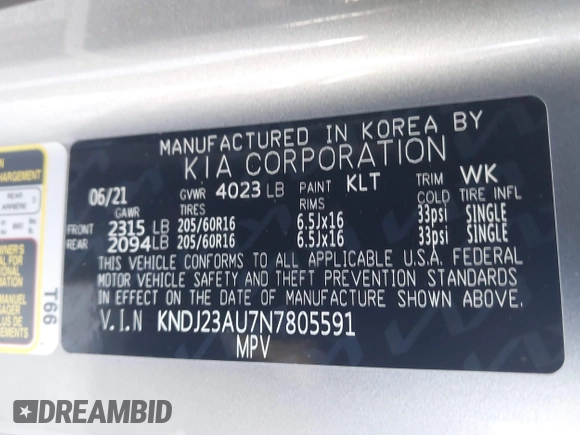 MANUFACTURED IN KOREA BY
KIA CORPORATION
06/21 GVWR 4023 LB PAINT KLT TRIM WK
GAWR TIRES RIMS COLD TIRE INFL
FRONT 2315 LB 205/60R16 6.5Jx16 33psi SINGLE
REAR 2094LB 205/60R16 6.5Jx16 33psi SINGLE
THIS VEHICLE CONFORMS TO ALL APPLICABLE U.S.A. FEDERAL
MOTOR VEHICLE SAFETY AND THEFT PREVENTION STANDARDS
IN EFFECT ON THE DATE OF MANUFACTURE SHOWN ABOVE.
V.I.N KNDJ23AU7N7805591
MPV
T66
DREAMBID